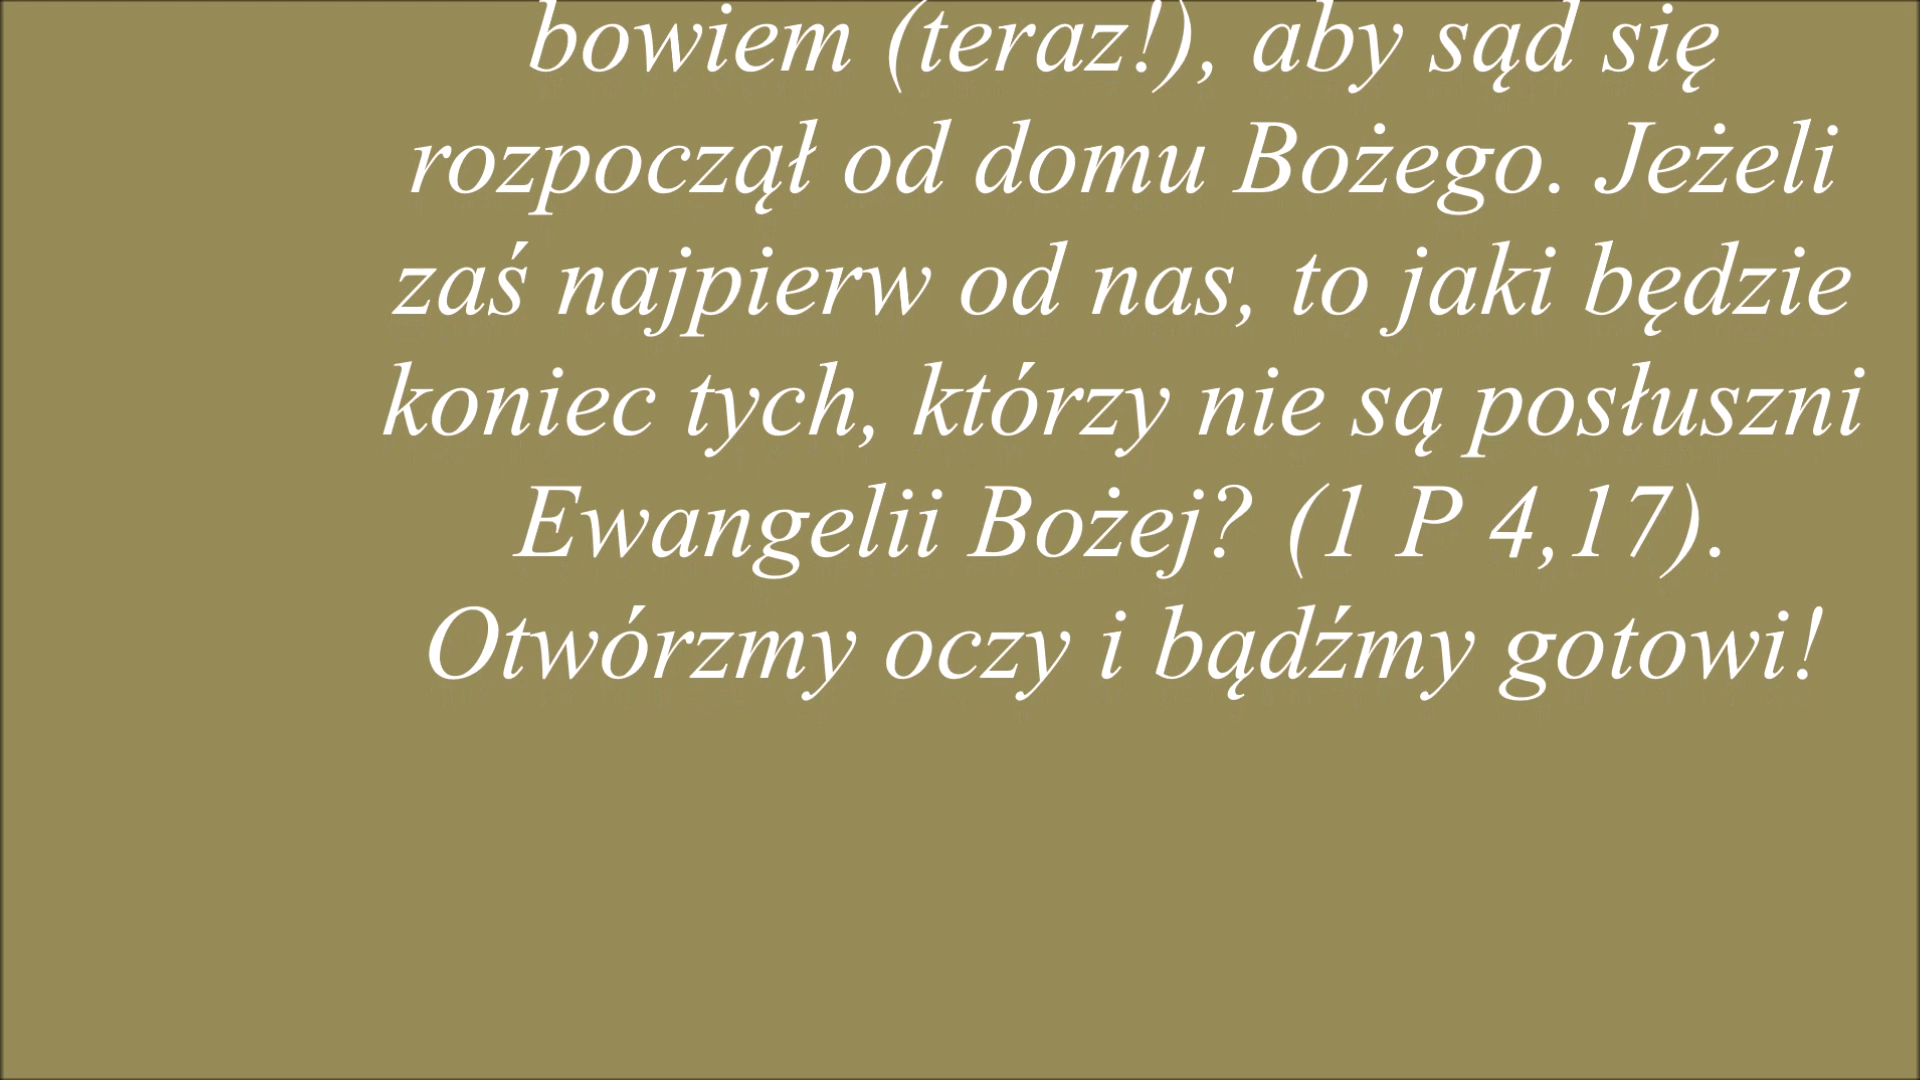 bowiem (teraz!), aby sąd się
rozpoczął od domu Bożego. Jeżeli
zaś najpierw od nas, to jaki będzie
koniec tych, którzy nie są posłuszni
Ewangelii Bożej? (1 P 4,17).
Otwórzmy oczy i bądźmy gotowi!